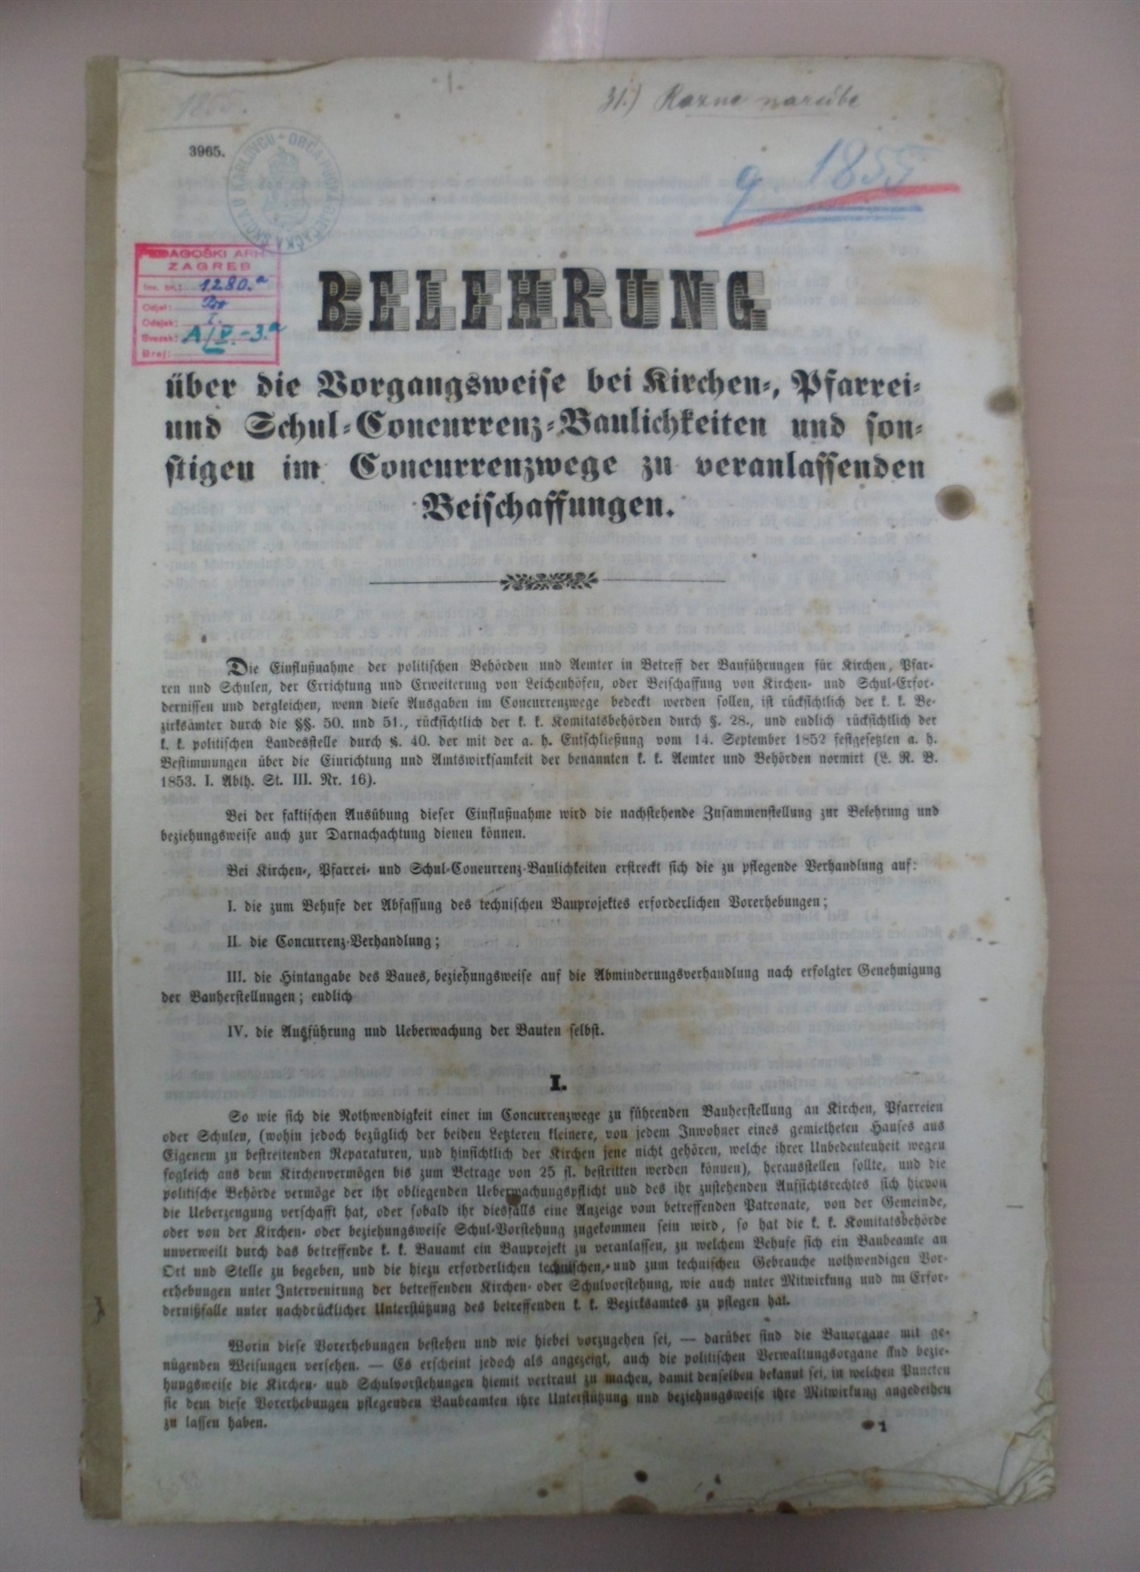 1855.
31.) Razne naredbe
3965.
g 1855
ZAGREB
Inv. br.: 1280.a
Odjel:
Odsjek: I.
Svezak: A/V.-3.a
Broj:
BELEHRUNG
über die Vorgangsweise bei Kirchen-, Pfarrei-
und Schul-Concurrenz-Baulichkeiten und son-
stigen im Concurrenzwege zu veranlassenden
Beischaffungen.
Die Einflußnahme der politischen Behörden und Aemter in Betreff der Bauführungen für Kirchen, Pfar-
ren und Schulen, der Errichtung und Erweiterung von Leichenhöfen, oder Beischaffung von Kirchen- und Schul-Erfor-
dernissen und dergleichen, wenn diese Ausgaben im Concurrenzwege bedeckt werden sollen, ist rücksichtlich der k. k. Be-
zirksämter durch die §§. 50. und 51., rücksichtlich der k. k. Komitatsbehörden durch §. 28., und endlich rücksichtlich der
k. k. politischen Landesstelle durch §. 40. der mit der a. h. Entschließung vom 14. September 1852 festgesetzten a. h.
Bestimmungen über die Einrichtung und Amtswirksamkeit der benannten k. k. Aemter und Behörden normirt (L. R. B.
1853. I. Abth. St. III. Nr. 16).
Bei der faktischen Ausübung dieser Einflußnahme wird die nachstehende Zusammenstellung zur Belehrung und
beziehungsweise auch zur Darnachachtung dienen können.
Bei Kirchen-, Pfarrei- und Schul-Concurrenz-Baulichkeiten erstreckt sich die zu pflegende Verhandlung auf:
I. die zum Behufe der Abfassung des technischen Bauprojektes erforderlichen Vorerhebungen;
II. die Concurrenz-Verhandlung;
III. die Hintangabe des Baues, beziehungsweise auf die Abminderungsverhandlung nach erfolgter Genehmigung
der Bauherstellungen; endlich
IV. die Ausführung und Ueberwachung der Bauten selbst.
I.
So wie sich die Nothwendigkeit einer im Concurrenzwege zu führenden Bauherstellung an Kirchen, Pfarreien
oder Schulen, (wohin jedoch bezüglich der beiden Letzteren kleinere, von jedem Inwohner eines gemietheten Hauses aus
Eigenem zu bestreitenden Reparaturen, und hinsichtlich der Kirchen jene nicht gehören, welche ihrer Unbedeutenheit wegen
sogleich aus dem Kirchenvermögen bis zum Betrage von 25 fl. bestritten werden können), herausstellen sollte, und die
politische Behörde vermöge der ihr obliegenden Ueberwachungspflicht und des ihr zustehenden Aufsichtsrechtes sich hievon
die Ueberzeugung verschafft hat, oder sobald ihr diesfalls eine Anzeige vom betreffenden Patronate, von der Gemeinde,
oder von der Kirchen- oder beziehungsweise Schul-Vorstehung zugekommen sein wird, so hat die k. k. Komitatsbehörde
unverweilt durch das betreffende k. k. Bauamt ein Bauprojekt zu veranlassen, zu welchem Behufe sich ein Baubeamte an
Ort und Stelle zu begeben, und die hiezu erforderlichen technischen, und zum technischen Gebrauche nothwendigen Vor-
erhebungen unter Intervenirung der betreffenden Kirchen- oder Schulvorstehung, wie auch unter Mitwirkung und im Erfor-
dernißfalle unter nachdrücklicher Unterstützung des betreffenden k. k. Bezirksamtes zu pflegen hat.
Worin diese Vorerhebungen bestehen und wie hiebei vorzugehen sei, — darüber sind die Bauorgane mit ge-
nügenden Weisungen versehen. — Es erscheint jedoch als angezeigt, auch die politischen Verwaltungsorgane und bezie-
hungsweise die Kirchen- und Schulvorstehungen hiemit vertraut zu machen, damit denselben bekannt sei, in welchen Puncten
sie dem diese Vorerhebungen pflegenden Baubeamten ihre Unterstützung und beziehungsweise ihre Mitwirkung angedeihen
zu lassen haben.
1